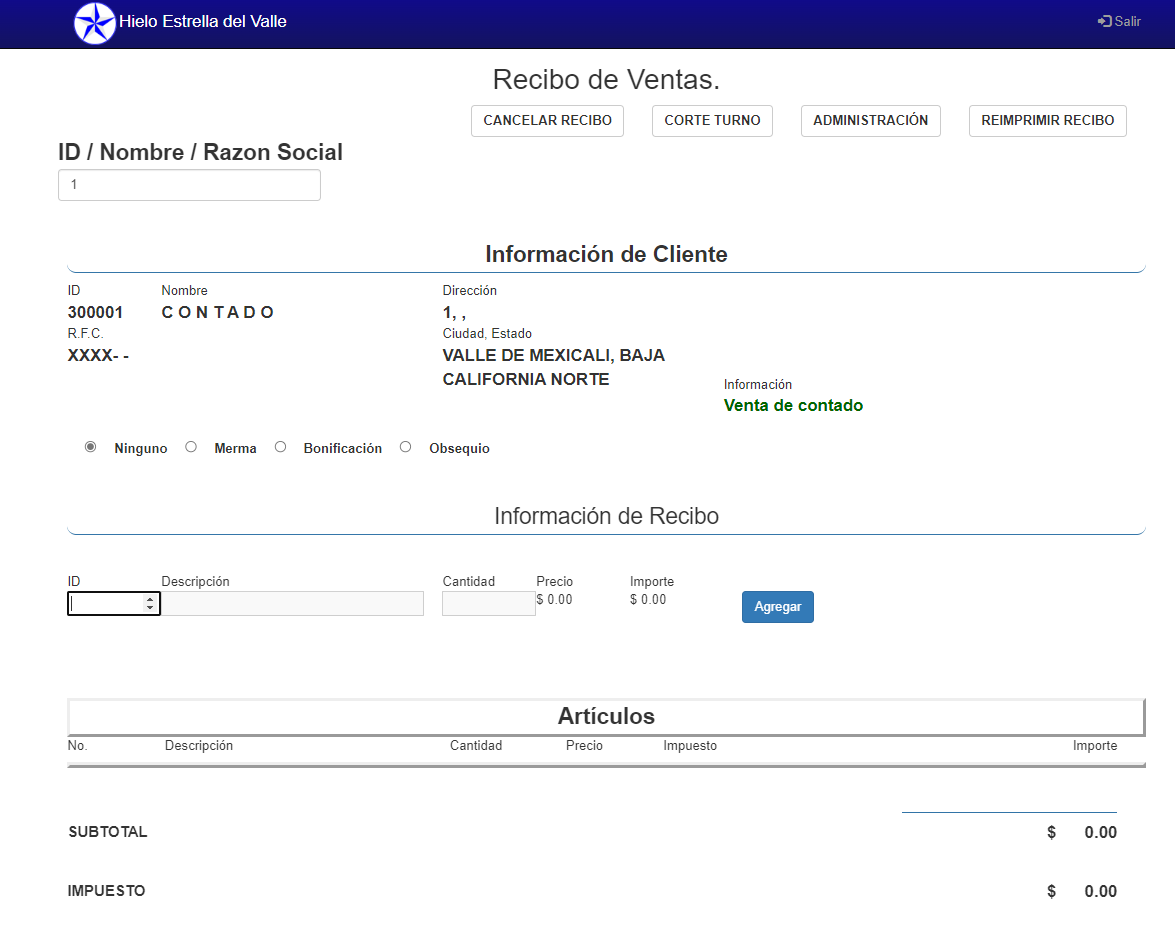 Hielo Estrella del Valle
Salir
Recibo de Ventas.
CANCELAR RECIBO CORTE TURNO ADMINISTRACIÓN REIMPRIMIR RECIBO
ID / Nombre / Razon Social
1
Información de Cliente
ID Nombre Dirección
300001 C O N T A D O 1, ,
R.F.C. Ciudad, Estado
XXXX- - VALLE DE MEXICALI, BAJA
CALIFORNIA NORTE
Información
Venta de contado
Ninguno Merma Bonificación Obsequio
Información de Recibo
ID Descripción Cantidad Precio Importe
$ 0.00 $ 0.00
Agregar
Artículos
No. Descripción Cantidad Precio Impuesto Importe
SUBTOTAL $ 0.00
IMPUESTO $ 0.00